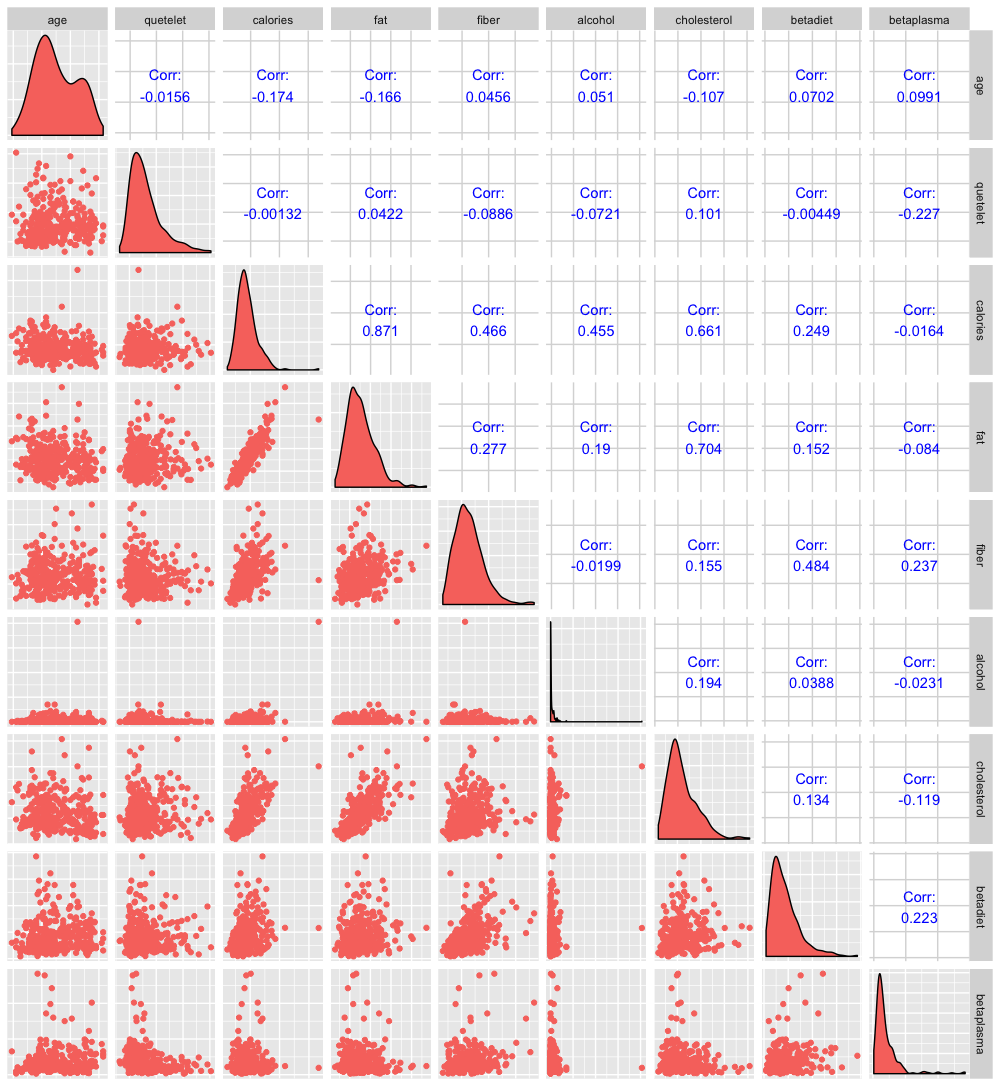 age quetelet calories fat fiber alcohol cholesterol betadiet betaplasma
Corr: Corr: Corr: Corr: Corr: Corr: Corr: Corr:
-0.0156 -0.174 -0.166 0.0456 0.051 -0.107 0.0702 0.0991
age
Corr: Corr: Corr: Corr: Corr: Corr: Corr:
-0.00132 0.0422 -0.0886 -0.0721 0.101 -0.00449 -0.227
quetelet
Corr: Corr: Corr: Corr: Corr: Corr:
0.871 0.466 0.455 0.661 0.249 -0.0164
calories
Corr: Corr: Corr: Corr: Corr:
0.277 0.19 0.704 0.152 -0.084
fat
Corr: Corr: Corr: Corr:
-0.0199 0.155 0.484 0.237
fiber
Corr: Corr: Corr:
0.194 0.0388 -0.0231
alcohol
Corr: Corr:
0.134 -0.119
cholesterol
Corr:
0.223
betadiet
betaplasma